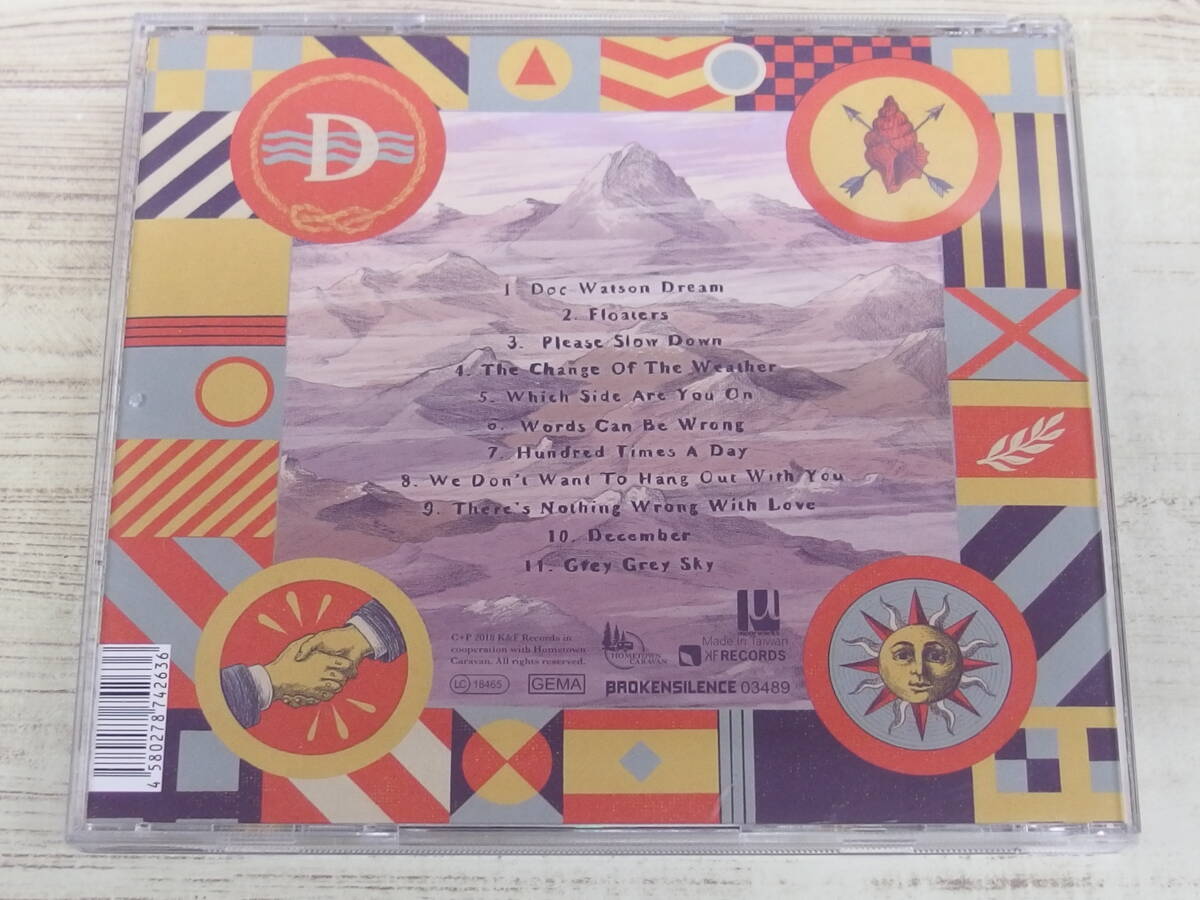 D
1 Doc Watson Dream
2. Floaters
3. Please Slow Down
4. The Change Of The Weather
5. Which Side Are You On
6. Words Can Be Wrong
7. Hundred Times A Day
8. We Don't Want To Hang Out With You
9. There's Nothing Wrong With Love
10. December
11. Grey Grey Sky
C+P 2018 K&F Records in
cooperation with Hometown
Caravan. All rights reserved.
LC 18465
GEMA
HOMETOWN
CARAVAN
Made in Taiwan
KF RECORDS
BROKENSILENCE 03489
4 580278 742636